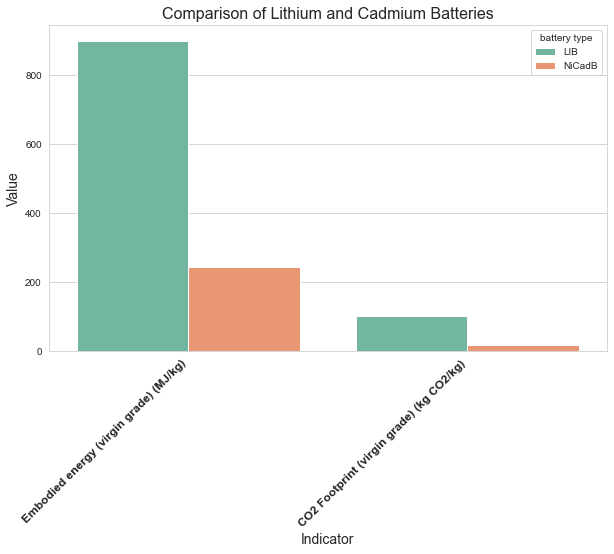 Comparison of Lithium and Cadmium Batteries
battery type
LIB
NiCadB
Value
800
600
400
200
0
Embodied energy (virgin grade) (MJ/kg)
CO2 Footprint (virgin grade) (kg CO2/kg)
Indicator